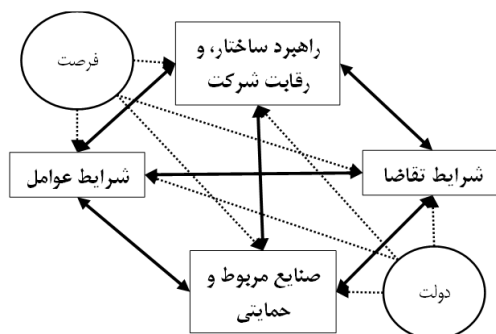 فرصت
راهبرد ساختار، و
رقابت شرکت
شرایط تقاضا
شرایط عوامل
صنایع مربوط و
حمایتی
دولت